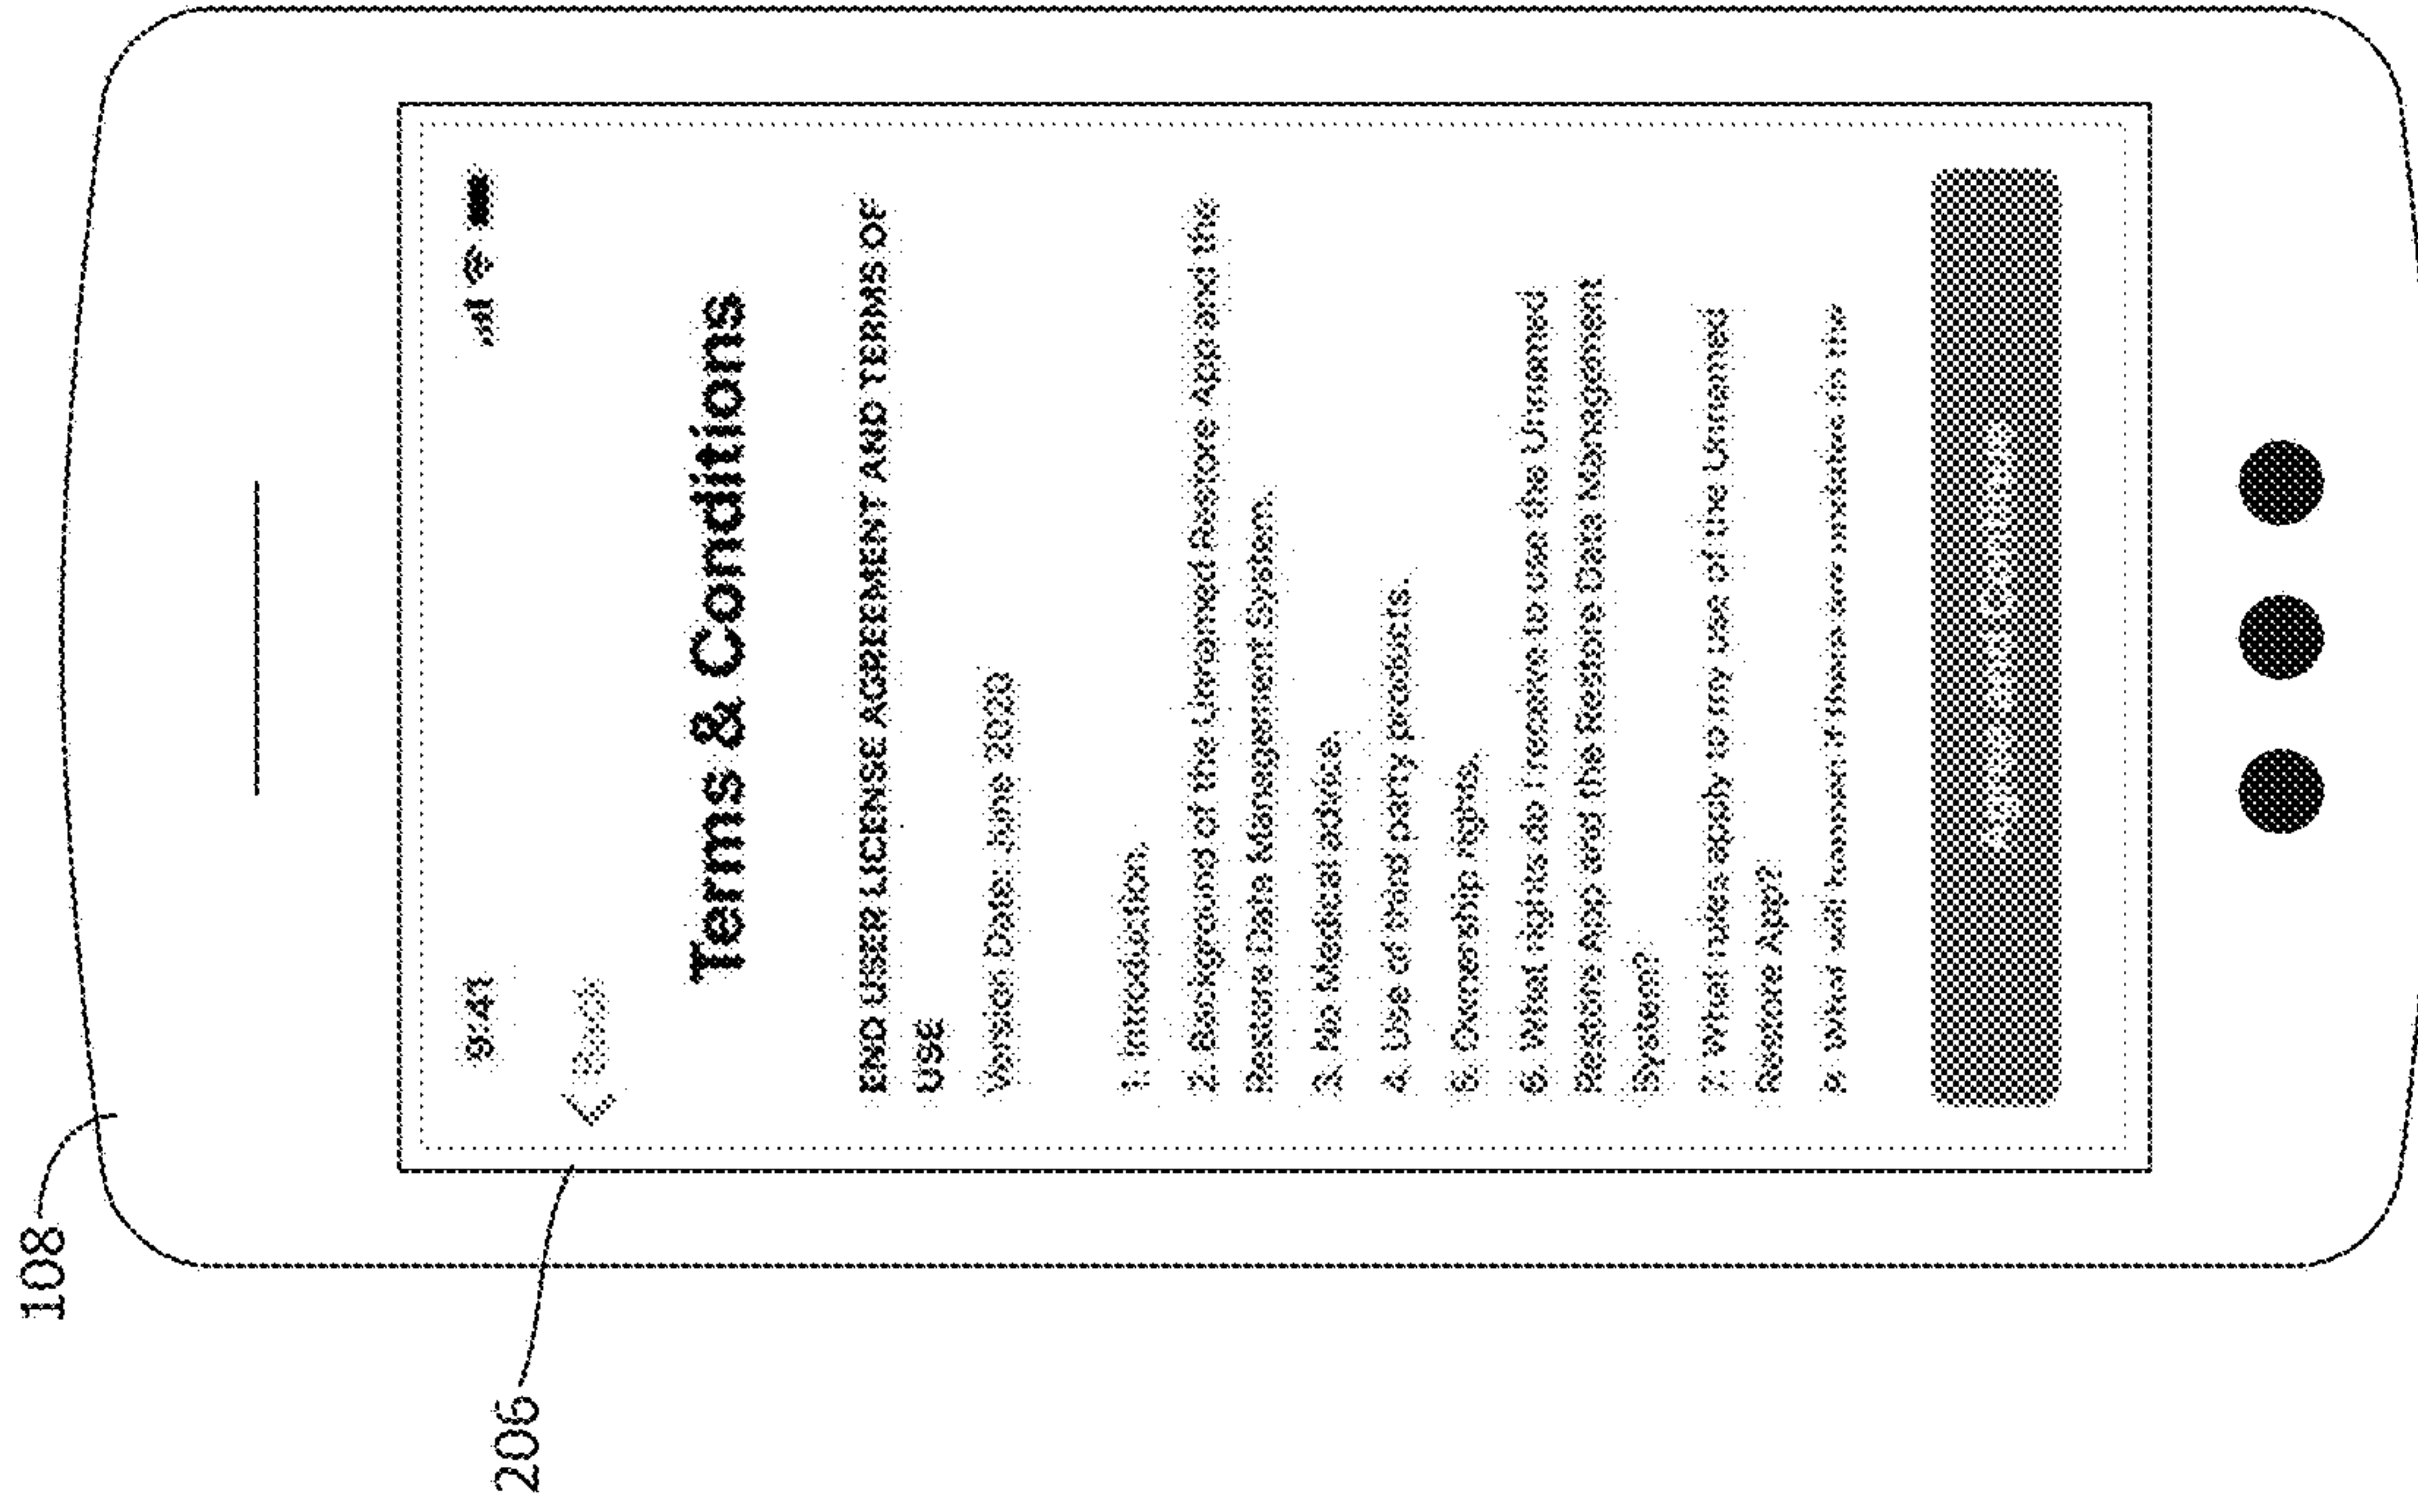 108
206
9:41
Back
Terms & Conditions
END USER LICENSE AGREEMENT AND TERMS OF
USE
Version Date: June 2020
1. Introduction.
2. Background of the Unnamed Restore App and the
Restore Data Management System.
3. No Medical advice.
4. Use of third party products.
5. Ownership rights.
6. What rights do I receive to use the Unnamed
Restore App and the Restore Data Management
System?
7. What rules apply to my use of the Unnamed
Restore App?
9. What will happen if there are updates to the